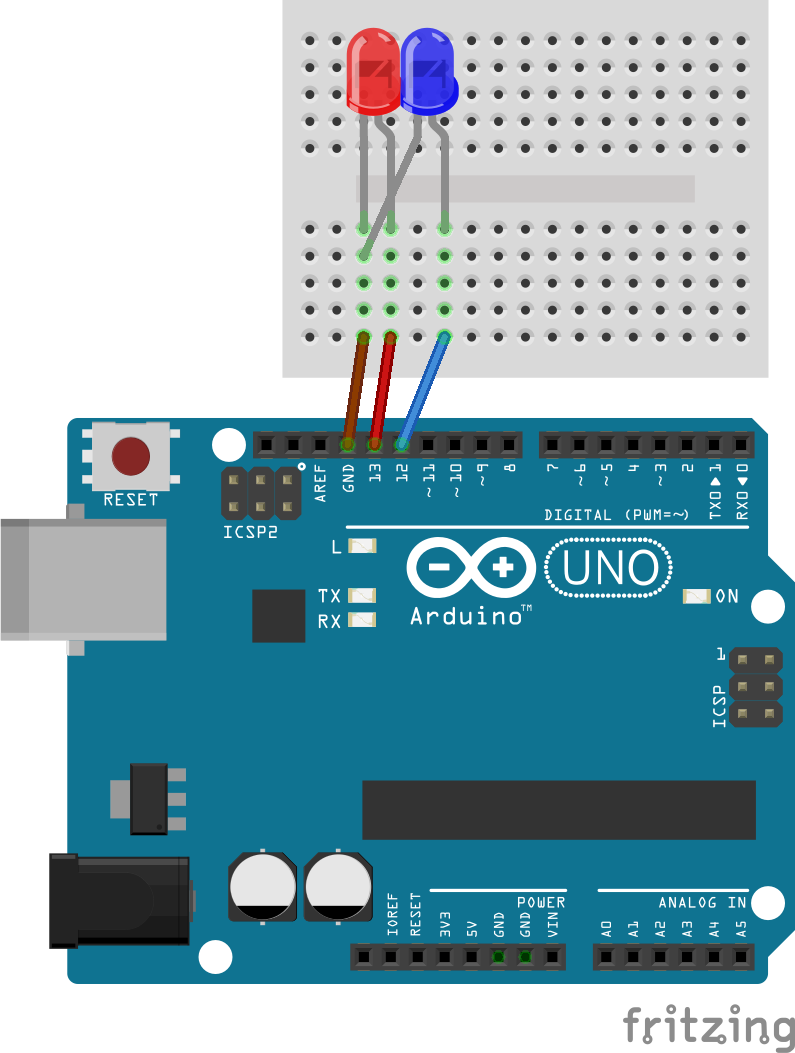 RESET
ICSP2
AREF
GND
13
12
~11
~10
~9
8
7
~6
~5
4
~3
2
TX0▶1
RX0◀0
DIGITAL (PWM=~)
L
TX
RX
Arduino™
UNO
ON
1
ICSP
IOREF
RESET
3V3
5V
GND
GND
VIN
POWER
ANALOG IN
A0
A1
A2
A3
A4
A5
fritzing